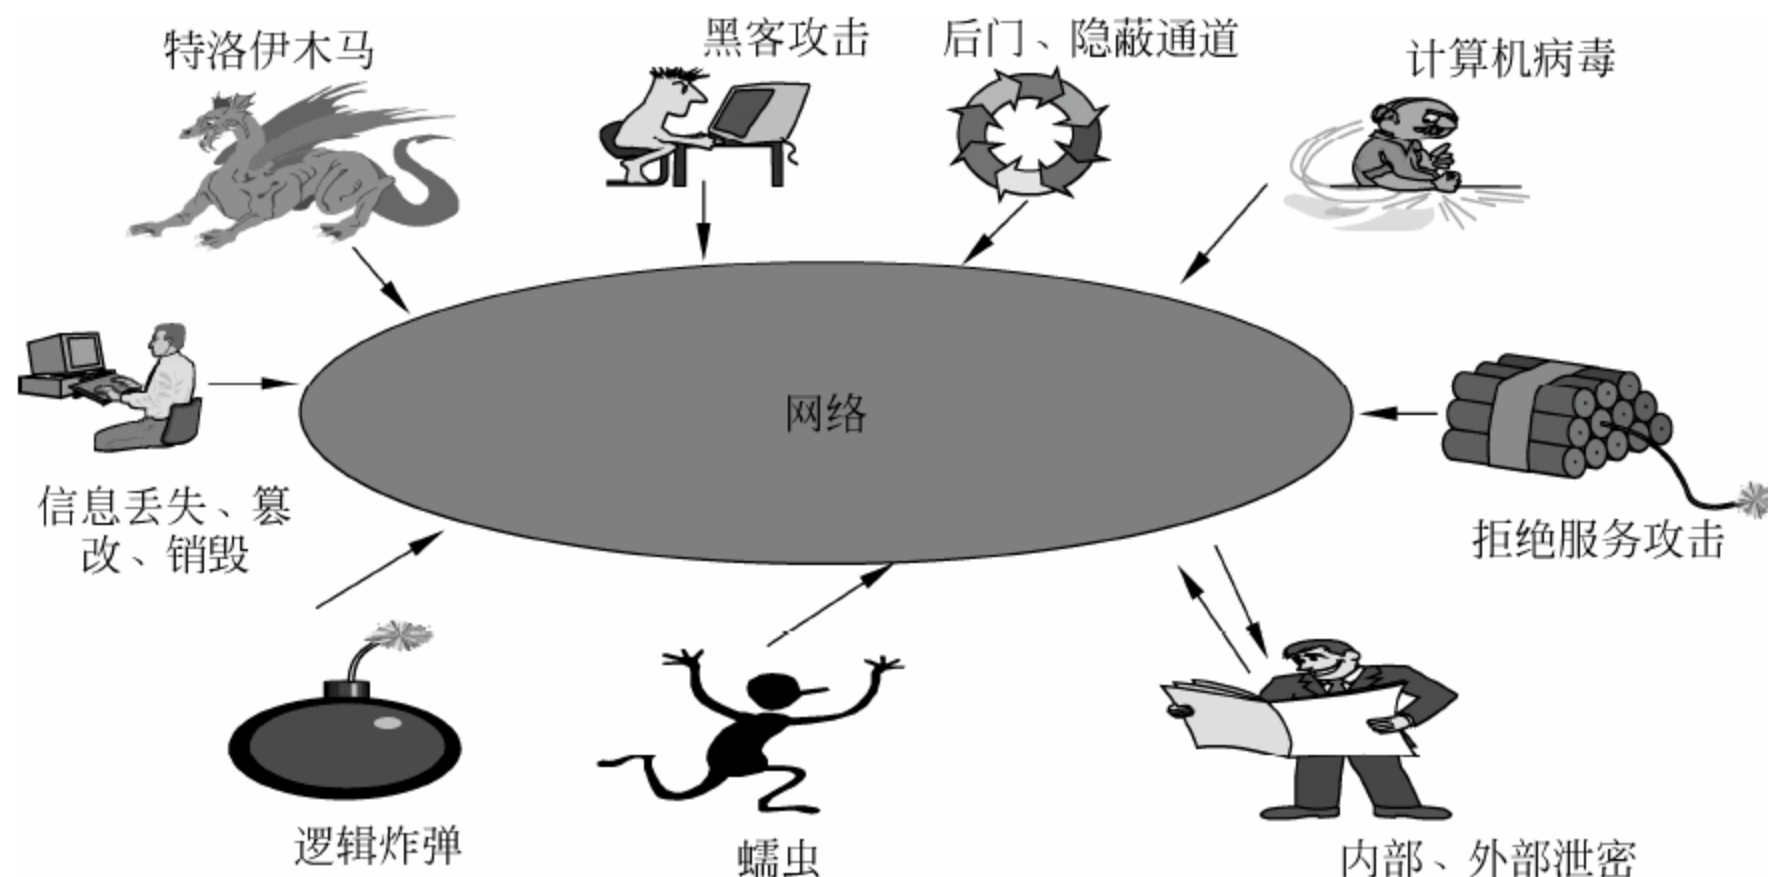 特洛伊木马
黑客攻击
后门、隐蔽通道
计算机病毒
网络
信息丢失、篡
改、销毁
拒绝服务攻击
逻辑炸弹
蠕虫
内部、外部泄密